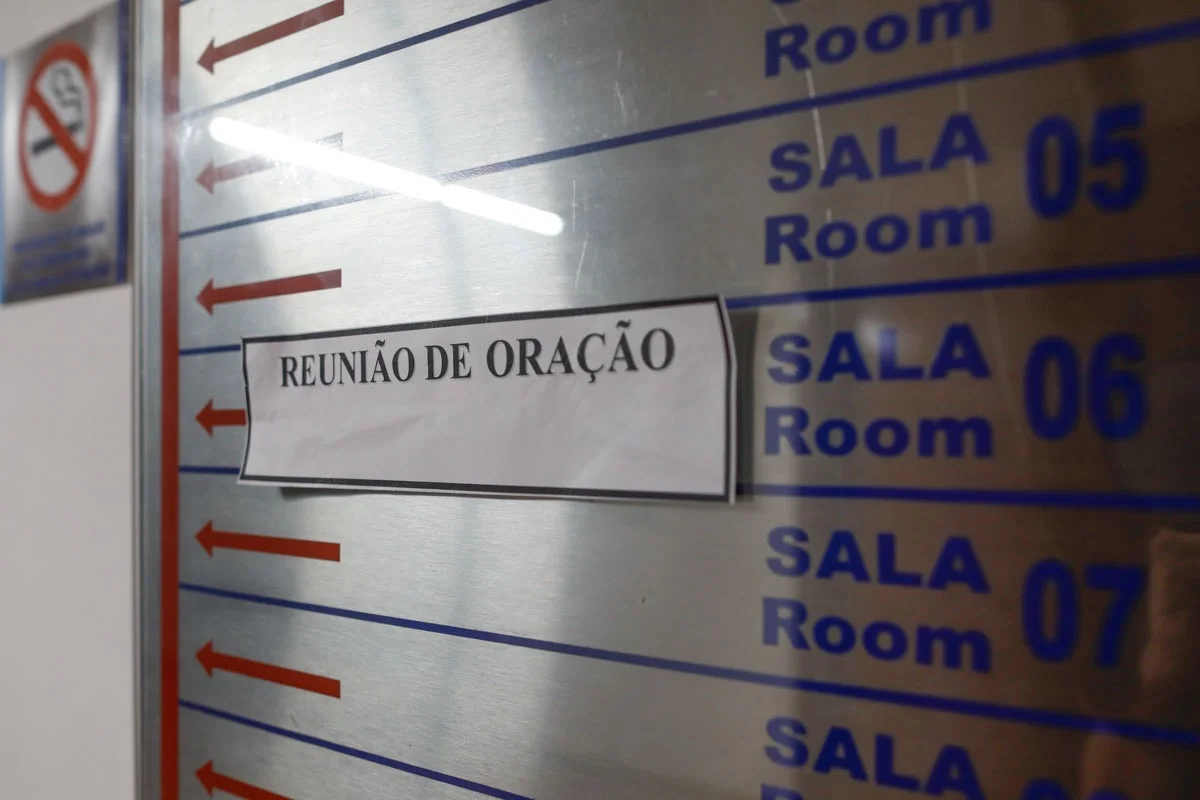 Room
SALA 05
Room
REUNIÃO DE ORAÇÃO
SALA 06
Room
SALA 07
Room
SALA